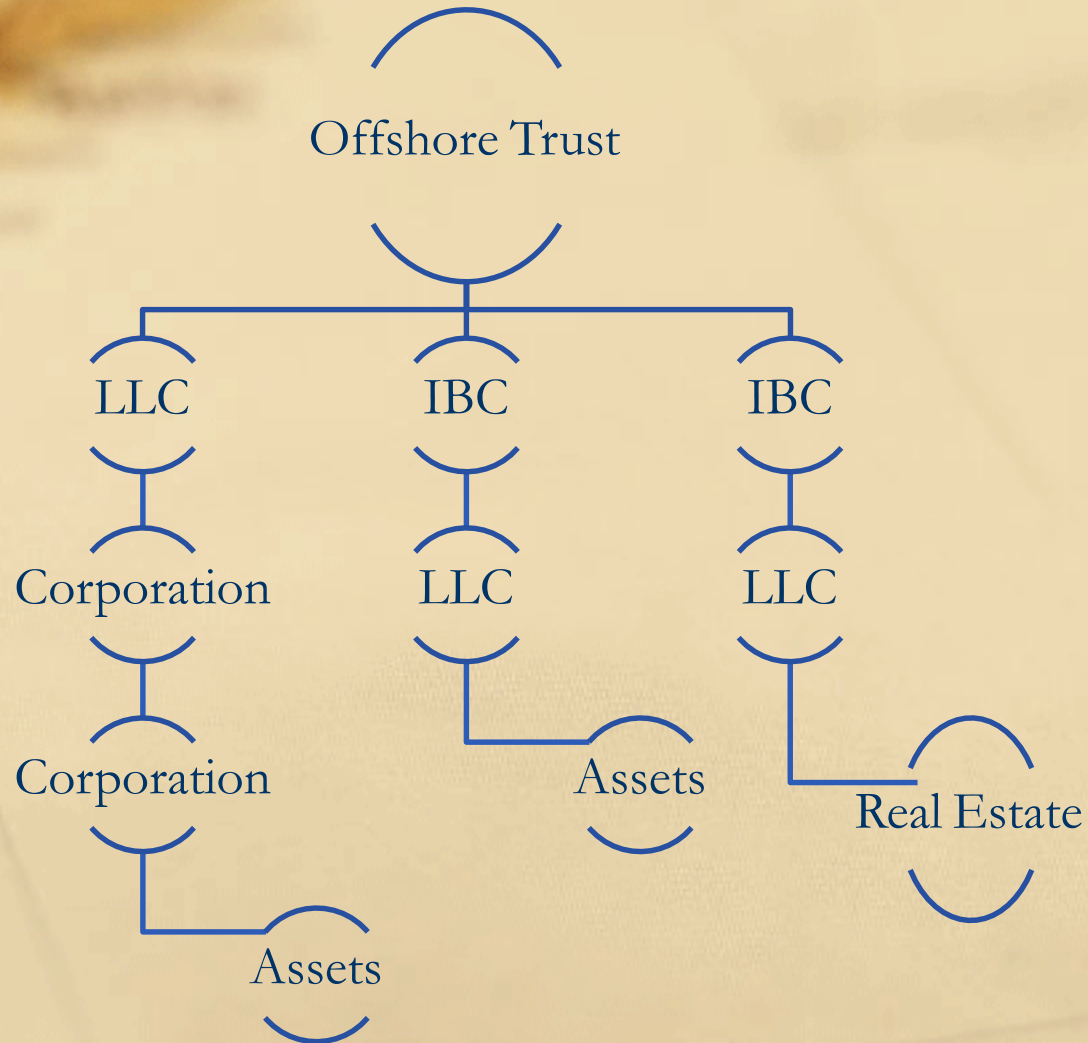 Offshore Trust
LLC
IBC
IBC
Corporation
LLC
LLC
Corporation
Assets
Real Estate
Assets